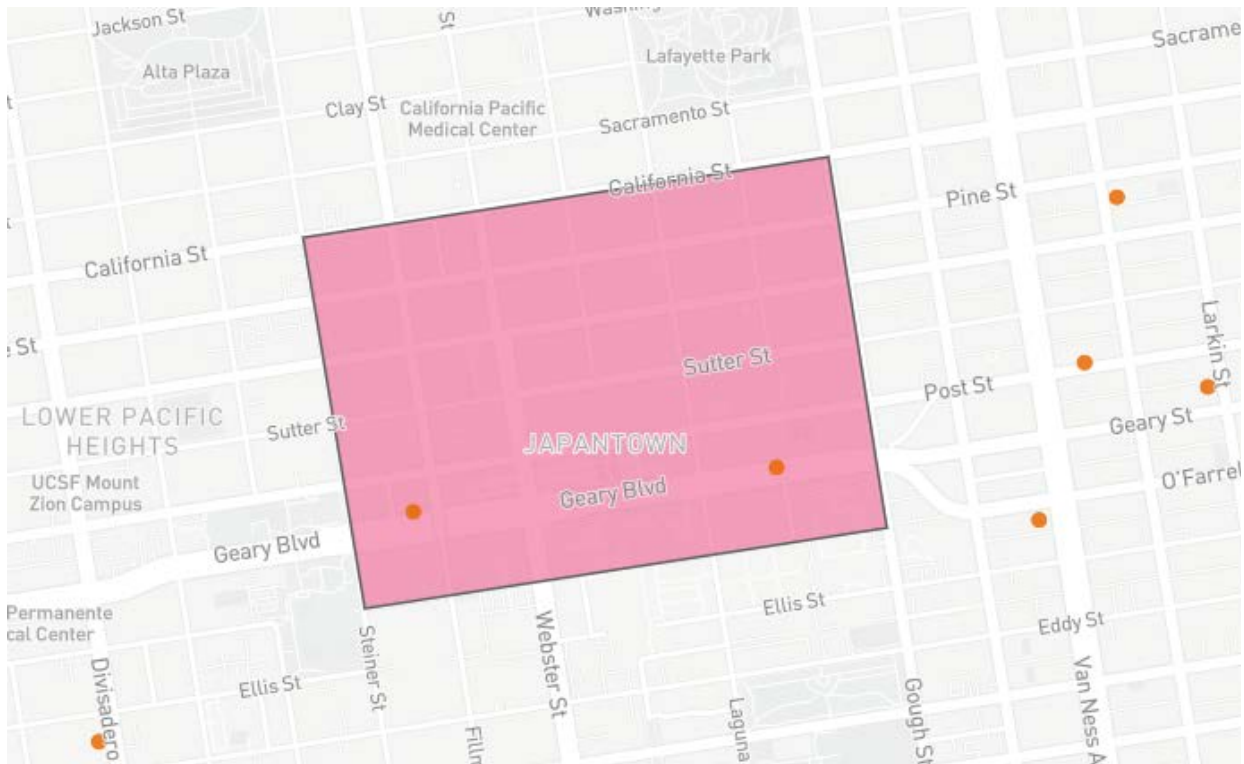 Jackson St
St
Washing
Sacrame
Alta Plaza
Lafayette Park
Clay St
California Pacific
Medical Center
Sacramento St
California St
Pine St
California St
Larkin St
St
Sutter St
Post St
LOWER PACIFIC
HEIGHTS
Sutter St
Geary St
JAPANTOWN
UCSF Mount
Zion Campus
Geary Blvd
O'Farrel
Geary Blvd
Permanente
cal Center
Ellis St
Eddy St
Steiner St
Webster St
Divisadero
Ellis St
Van Ness A
Gough St
Laguna
Fillm